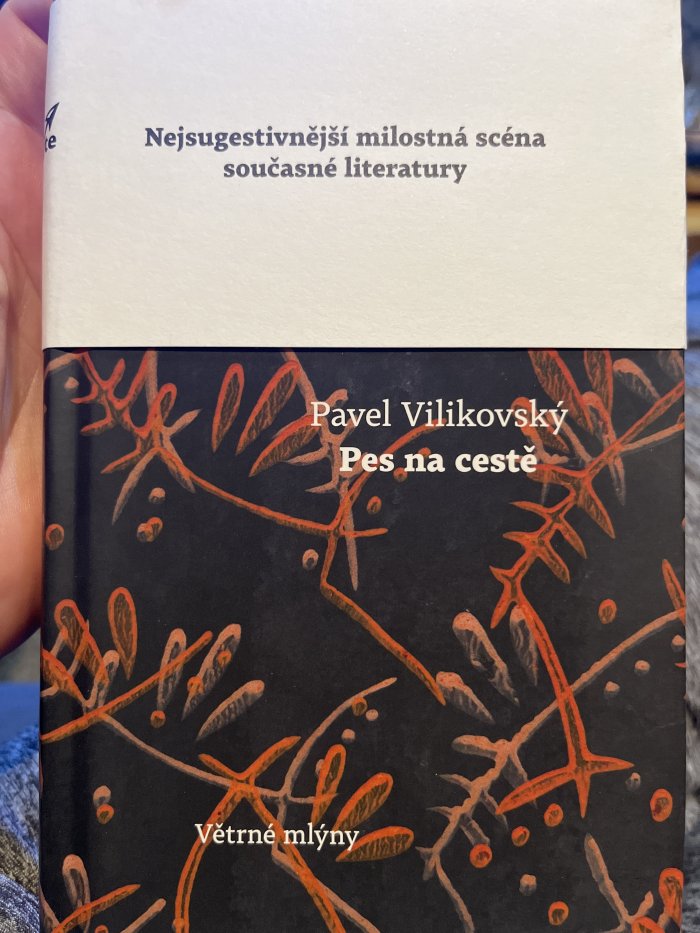 Nejsugestivnější milostná scéna
současné literatury
Pavel Vilikovský
Pes na cestě
Větrné mlýny